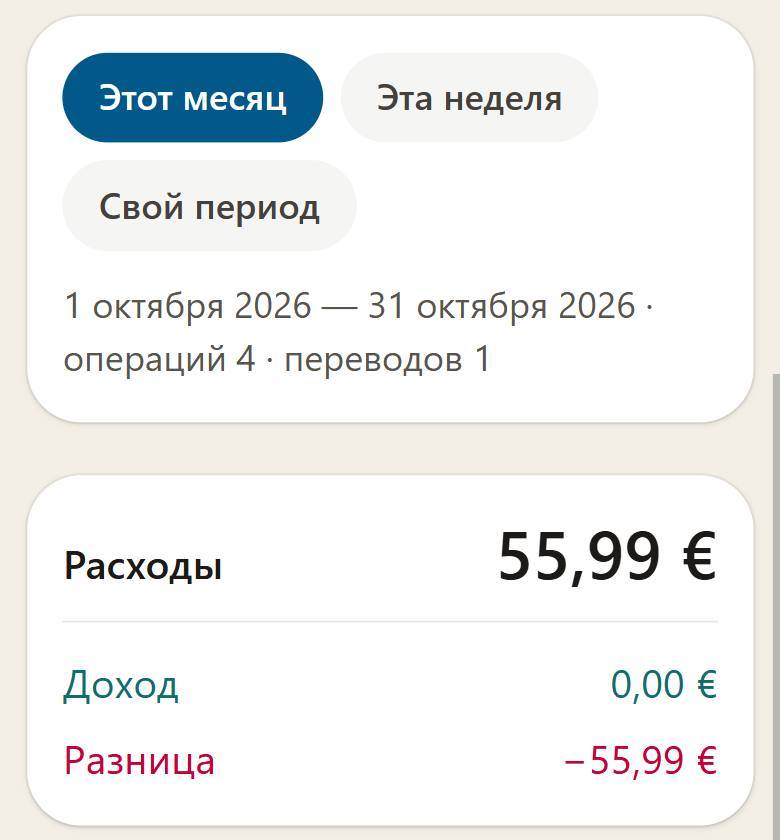 Этот месяц
Эта неделя
Свой период
1 октября 2026 — 31 октября 2026 ·
операций 4 · переводов 1
Расходы 55,99 €
Доход 0,00 €
Разница −55,99 €